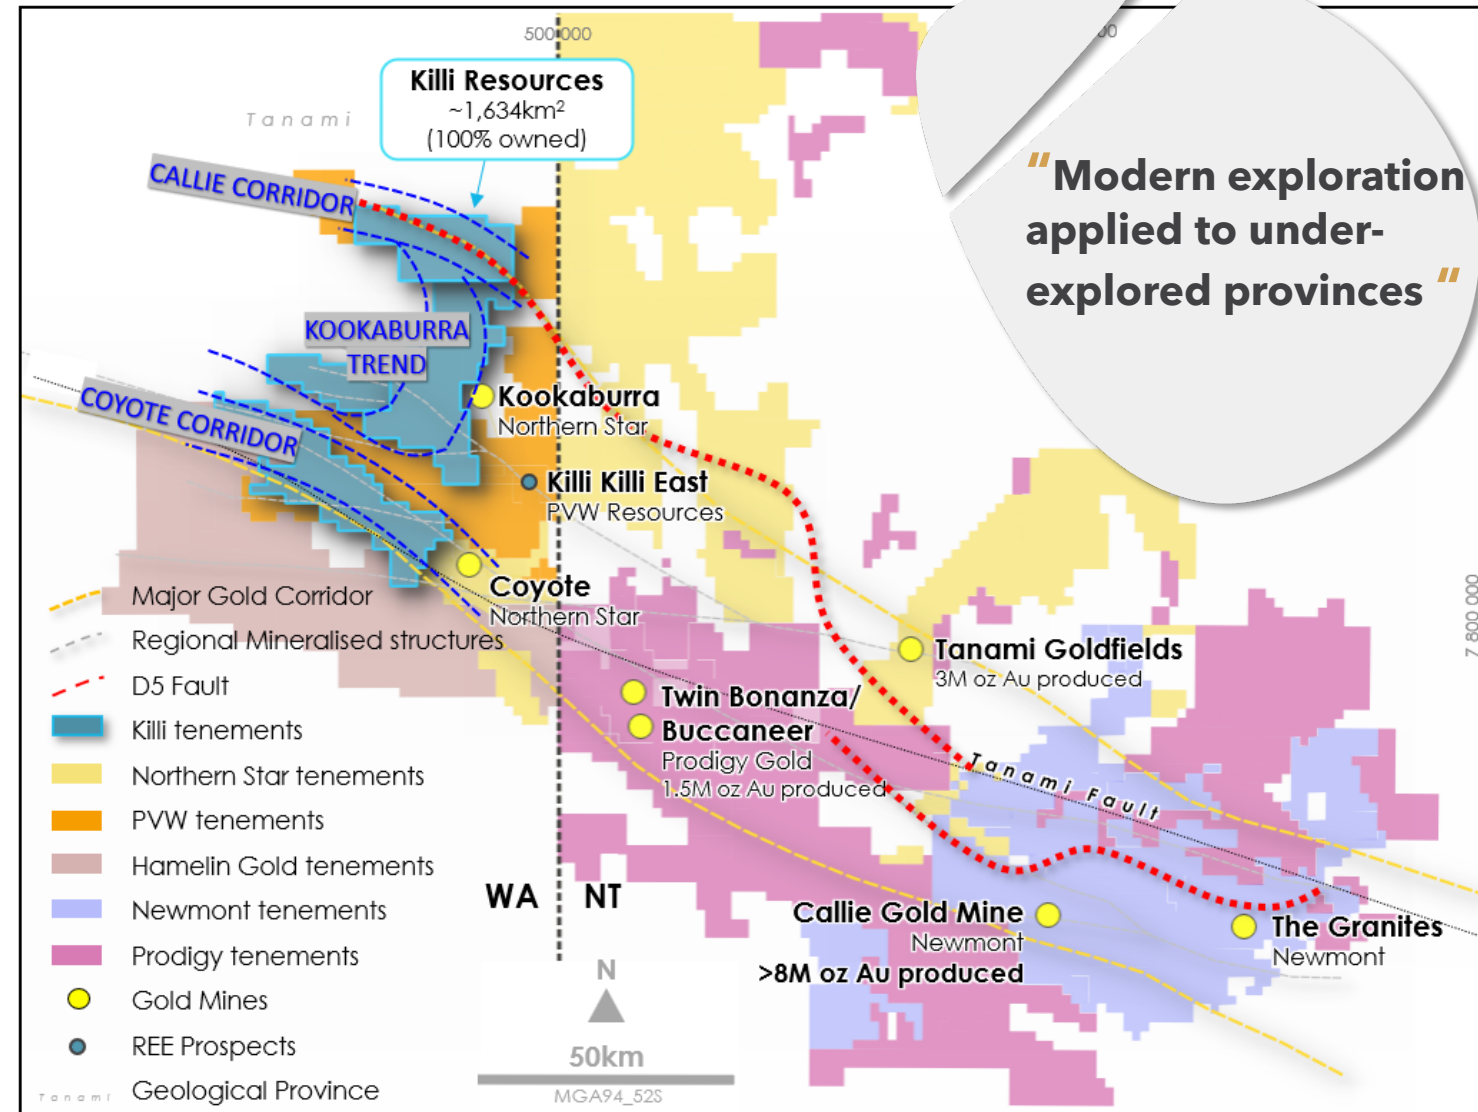 500 000
00
Killi Resources
~1,634km²
(100% owned)
Tanami
CALLIE CORRIDOR
"Modern exploration
applied to under-
explored provinces "
KOOKABURRA
TREND
Kookaburra
Northern Star
COYOTE CORRIDOR
Killi Killi East
PVW Resources
Coyote
Northern Star
7 800 000
Tanami Goldfields
3M oz Au produced
Twin Bonanza/
Buccaneer
Prodigy Gold
1.5M oz Au produced
Tanami Fault
WA
NT
Callie Gold Mine
Newmont
>8M oz Au produced
The Granites
Newmont
Major Gold Corridor
Regional Mineralised structures
D5 Fault
Killi tenements
Northern Star tenements
PVW tenements
Hamelin Gold tenements
Newmont tenements
Prodigy tenements
Gold Mines
REE Prospects
Tanami
Geological Province
N
50km
MGA94_52S